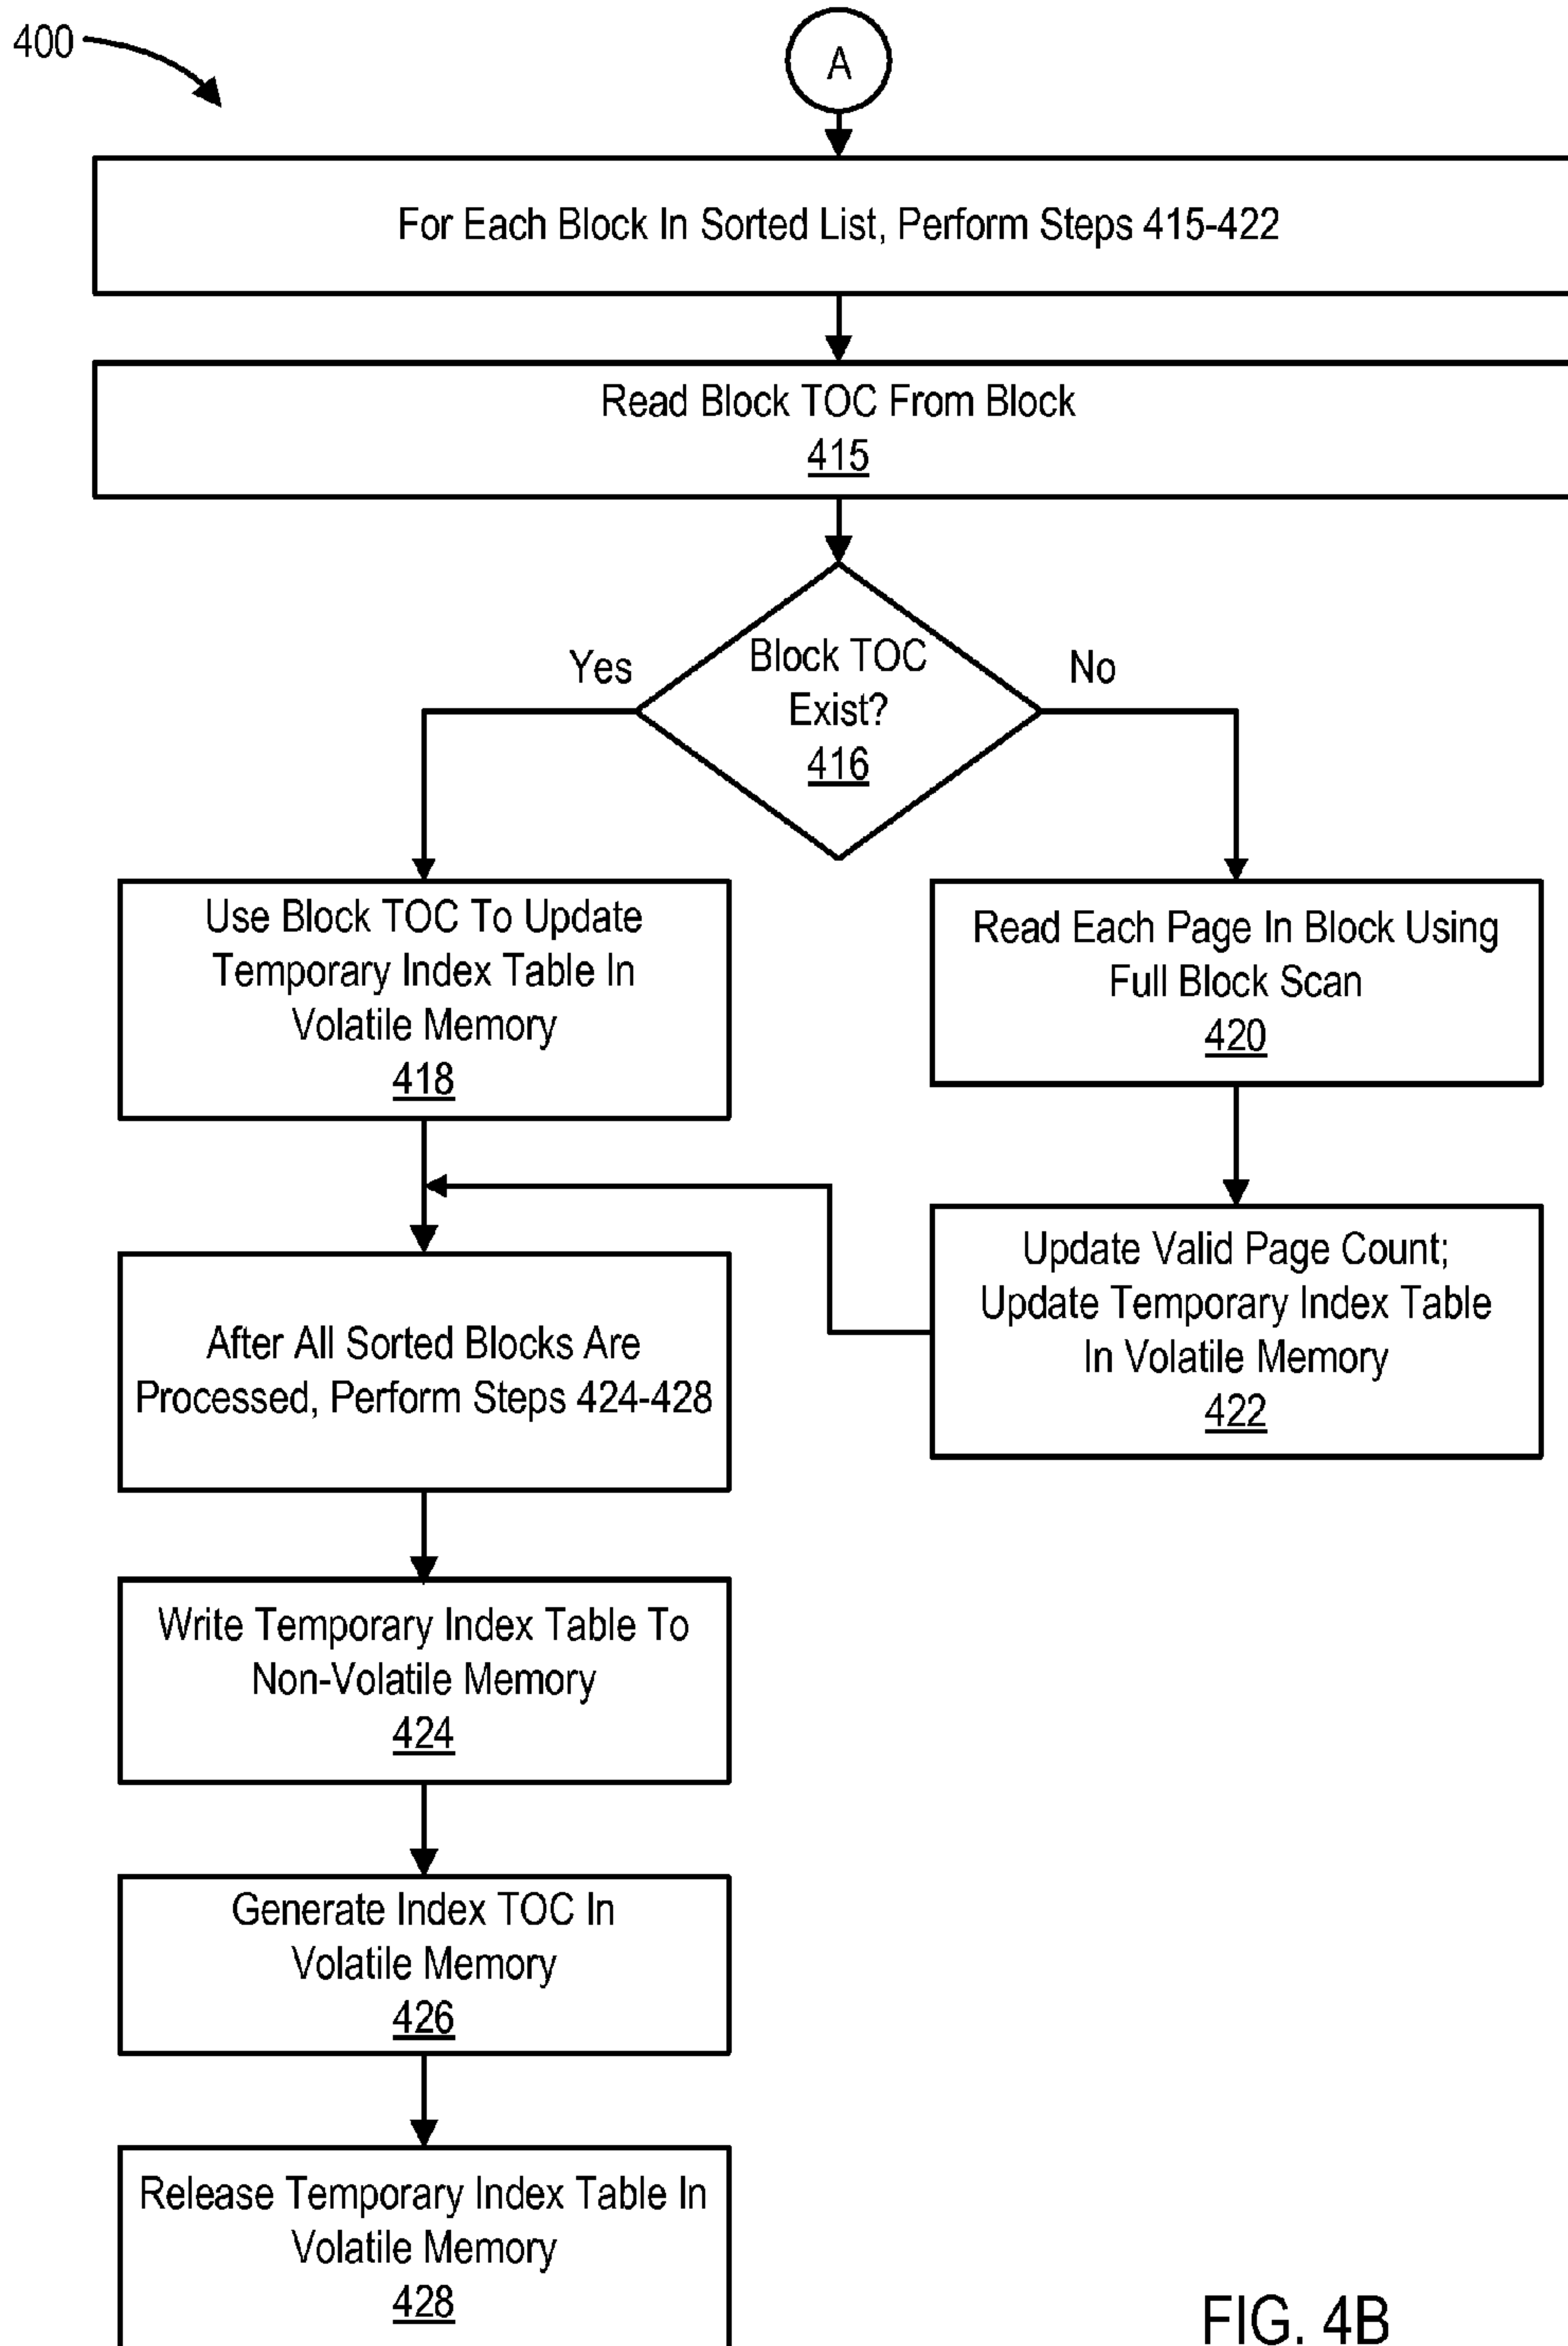 400
A
For Each Block In Sorted List, Perform Steps 415-422
Read Block TOC From Block
415
Yes
Block TOC
Exist?
416
No
Use Block TOC To Update
Temporary Index Table In
Volatile Memory
418
Read Each Page In Block Using
Full Block Scan
420
Update Valid Page Count;
Update Temporary Index Table
In Volatile Memory
422
After All Sorted Blocks Are
Processed, Perform Steps 424-428
Write Temporary Index Table To
Non-Volatile Memory
424
Generate Index TOC In
Volatile Memory
426
Release Temporary Index Table In
Volatile Memory
428
FIG. 4B